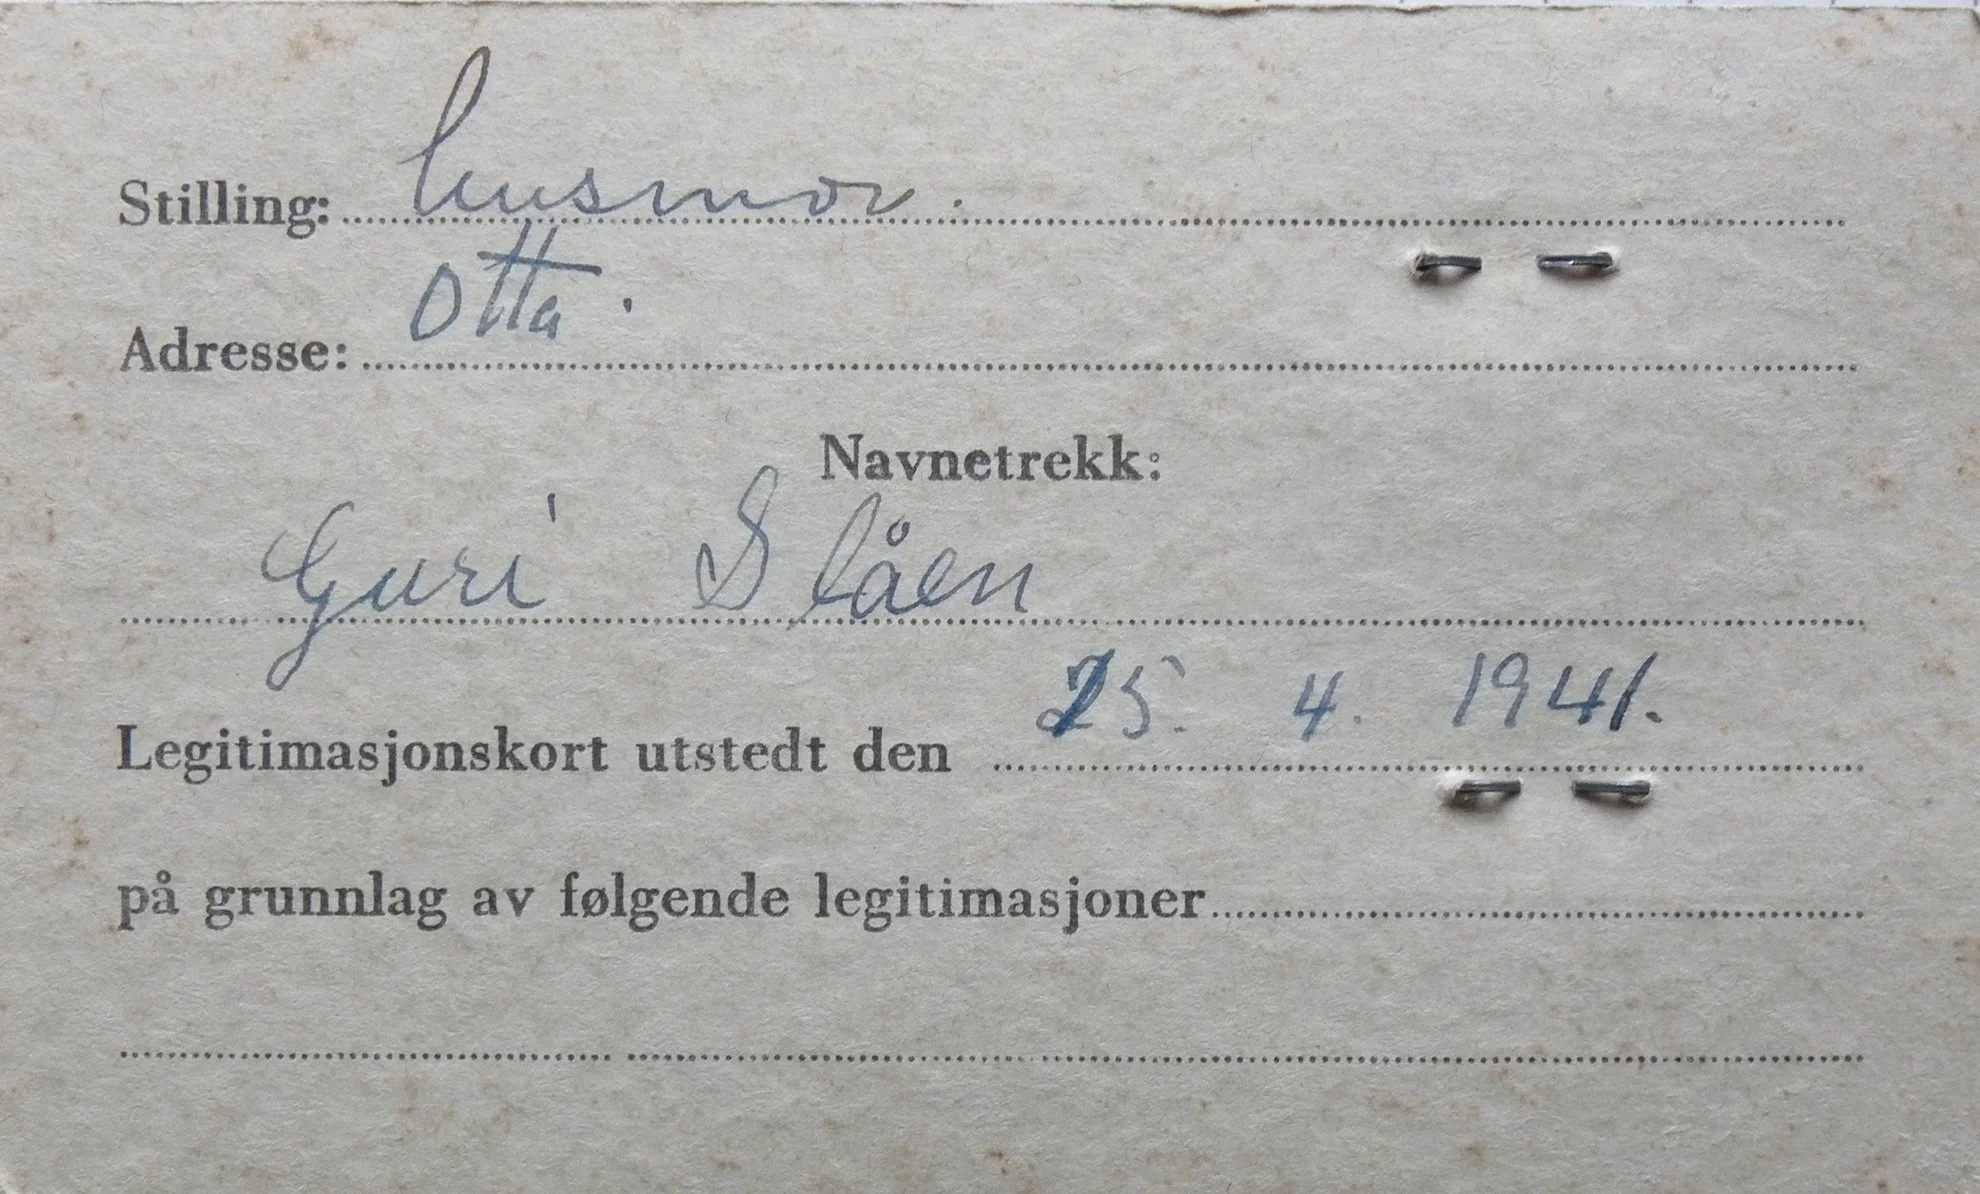 Stilling: husmor.
Adresse: Otta.
Navnetrekk:
Guri Slåen
Legitimasjonskort utstedt den 25. 4. 1941.
på grunnlag av følgende legitimasjoner